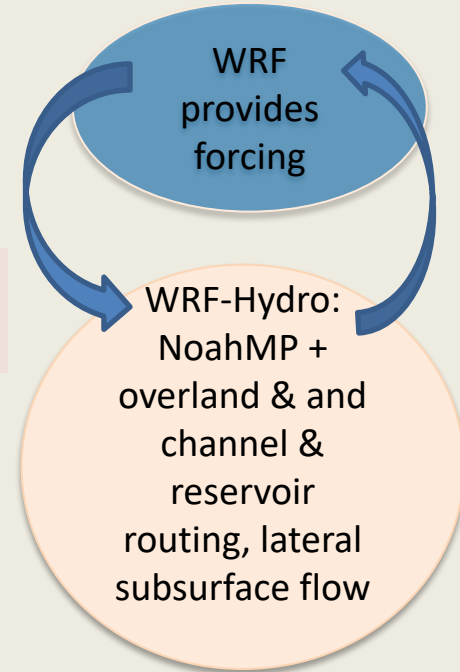 WRF
provides
forcing
WRF-Hydro:
NoahMP +
overland & and
channel &
reservoir
routing, lateral
subsurface flow